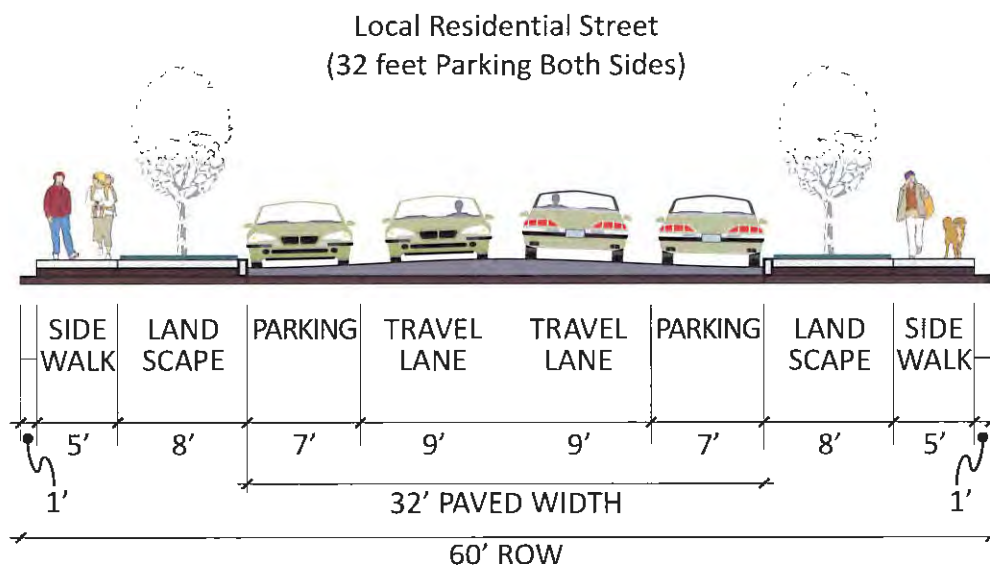 Local Residential Street
(32 feet Parking Both Sides)
SIDE WALK
LAND SCAPE
PARKING
TRAVEL LANE
TRAVEL LANE
PARKING
LAND SCAPE
SIDE WALK
5' 8' 7' 9' 9' 7' 8' 5'
1' 1'
32' PAVED WIDTH
60' ROW